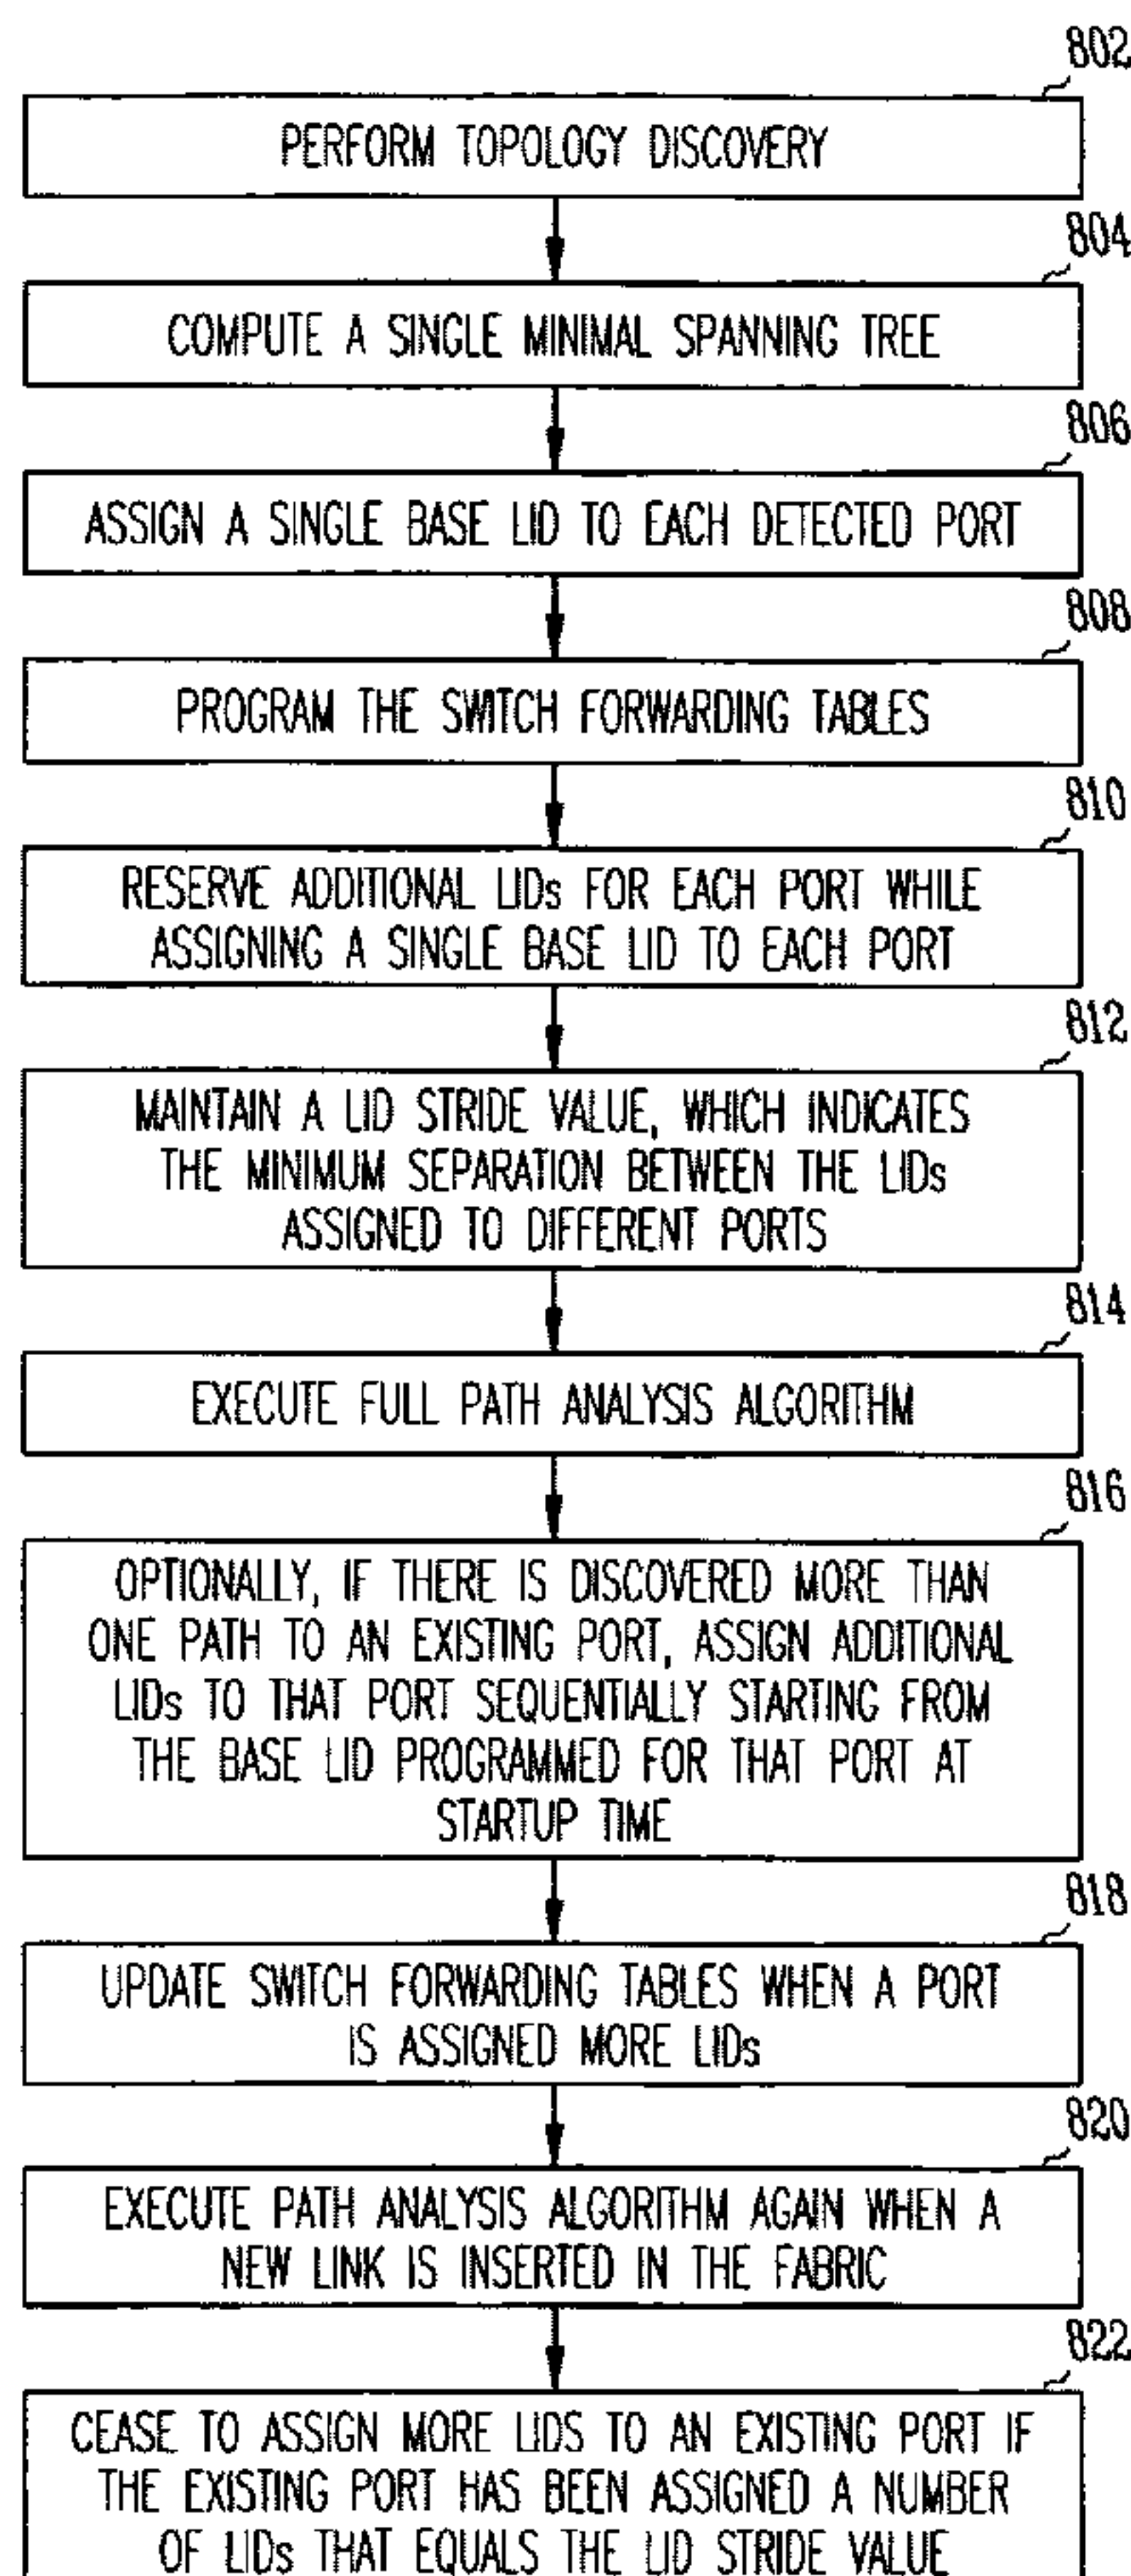 802
PERFORM TOPOLOGY DISCOVERY
804
COMPUTE A SINGLE MINIMAL SPANNING TREE
806
ASSIGN A SINGLE BASE LID TO EACH DETECTED PORT
808
PROGRAM THE SWITCH FORWARDING TABLES
810
RESERVE ADDITIONAL LIDs FOR EACH PORT WHILE
ASSIGNING A SINGLE BASE LID TO EACH PORT
812
MAINTAIN A LID STRIDE VALUE, WHICH INDICATES
THE MINIMUM SEPARATION BETWEEN THE LIDs
ASSIGNED TO DIFFERENT PORTS
814
EXECUTE FULL PATH ANALYSIS ALGORITHM
816
OPTIONALLY, IF THERE IS DISCOVERED MORE THAN
ONE PATH TO AN EXISTING PORT, ASSIGN ADDITIONAL
LIDs TO THAT PORT SEQUENTIALLY STARTING FROM
THE BASE LID PROGRAMMED FOR THAT PORT AT
STARTUP TIME
818
UPDATE SWITCH FORWARDING TABLES WHEN A PORT
IS ASSIGNED MORE LIDs
820
EXECUTE PATH ANALYSIS ALGORITHM AGAIN WHEN A
NEW LINK IS INSERTED IN THE FABRIC
822
CEASE TO ASSIGN MORE LIDS TO AN EXISTING PORT IF
THE EXISTING PORT HAS BEEN ASSIGNED A NUMBER
OF LIDs THAT EQUALS THE LID STRIDE VALUE